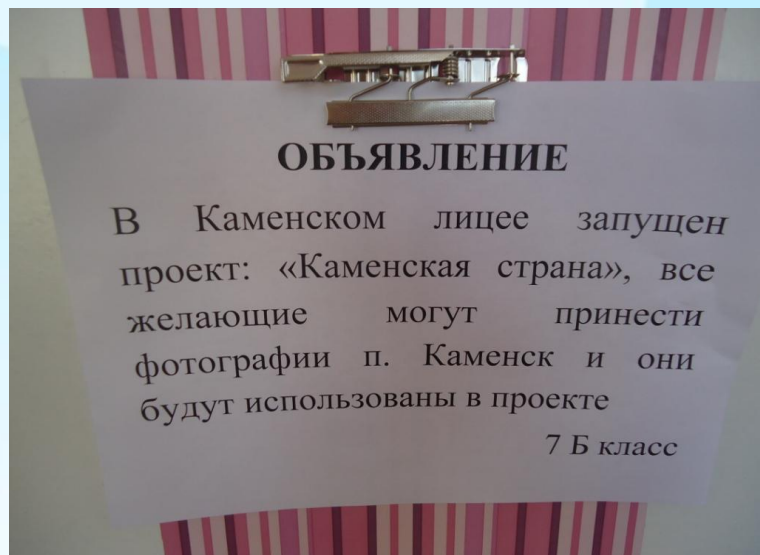 ОБЪЯВЛЕНИЕ
В Каменском лицее запущен
проект: «Каменская страна», все
желающие могут принести
фотографии п. Каменск и они
будут использованы в проекте
7 Б класс